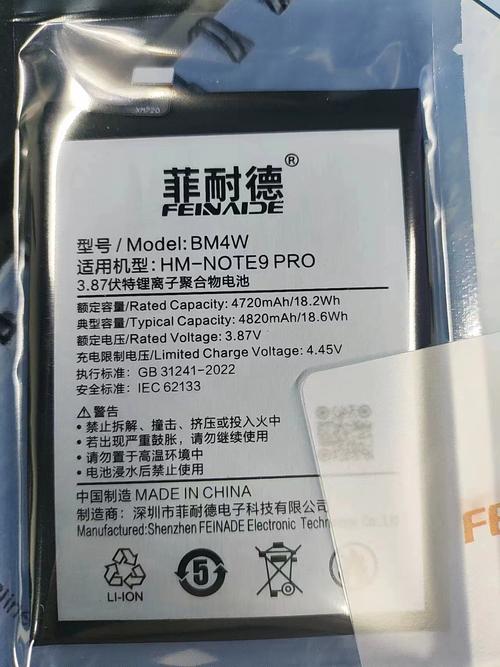 菲耐德®
FEINAIDE
型号 / Model: BM4W
适用机型: HM-NOTE9 PRO
3.87伏特锂离子聚合物电池
额定容量/Rated Capacity: 4720mAh/18.2Wh
典型容量/Typical Capacity: 4820mAh/18.6Wh
额定电压/Rated Voltage: 3.87V
充电限制电压/Limited Charge Voltage: 4.45V
执行标准: GB 31241-2022
安全标准: IEC 62133
⚠警告
• 禁止拆解、撞击、挤压或投入火中
• 若出现严重鼓胀，请勿继续使用
• 请勿置于高温环境中
• 电池浸水后禁止使用
中国制造 MADE IN CHINA
制造商: 深圳市菲耐德电子科技有限公司
Manufactured:Shenzhen FEINADE Electronic Technology Co.,Ltd
LI-ION
5
FE